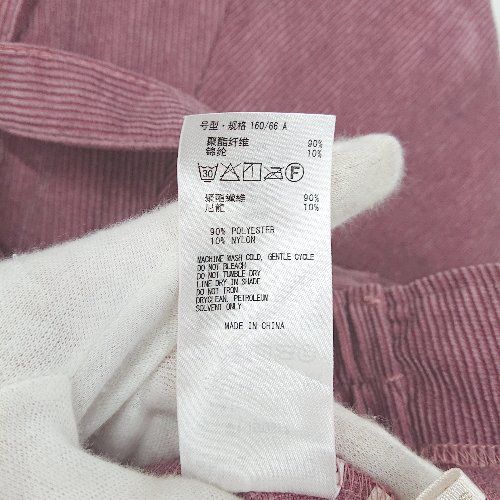 号型·规格 160/66 A
聚酯纤维 90%
锦纶 10%
30 F
聚酯纖維 90%
尼龍 10%
90% POLYESTER
10% NYLON
MACHINE WASH COLD, GENTLE CYCLE
DO NOT BLEACH
DO NOT TUMBLE DRY
LINE DRY IN SHADE
DO NOT IRON
DRYCLEAN, PETROLEUM
SOLVENT ONLY
MADE IN CHINA